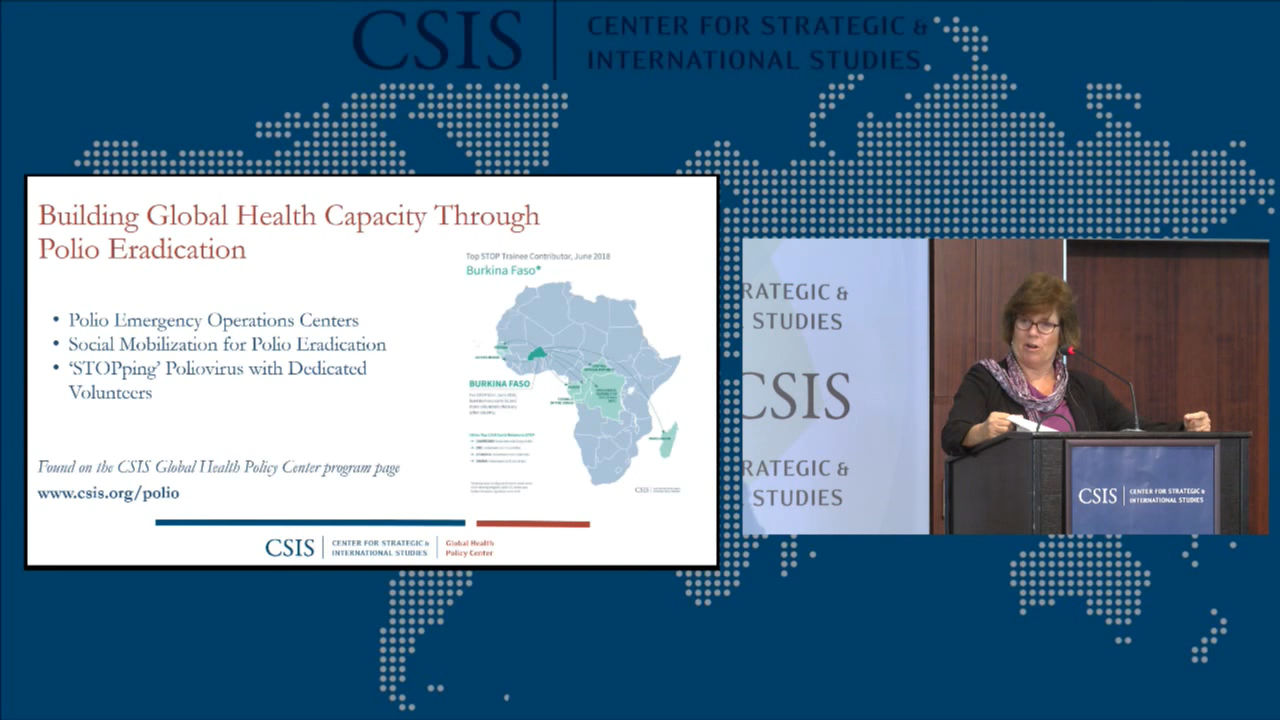 CSIS
CENTER FOR STRATEGIC &
INTERNATIONAL STUDIES
Building Global Health Capacity Through
Polio Eradication
• Polio Emergency Operations Centers
• Social Mobilization for Polio Eradication
• ‘STOPping’ Poliovirus with Dedicated
Volunteers
Found on the CSIS Global Health Policy Center program page
www.csis.org/polio
Top STOP Trainee Contributor, June 2018
Burkina Faso*
BURKINA FASO
CSIS
CSIS
CENTER FOR STRATEGIC &
INTERNATIONAL STUDIES
Global Health
Policy Center
RATEGIC &
STUDIES
CSIS
RATEGIC &
STUDIES
CSIS
CENTER FOR STRATEGIC &
INTERNATIONAL STUDIES